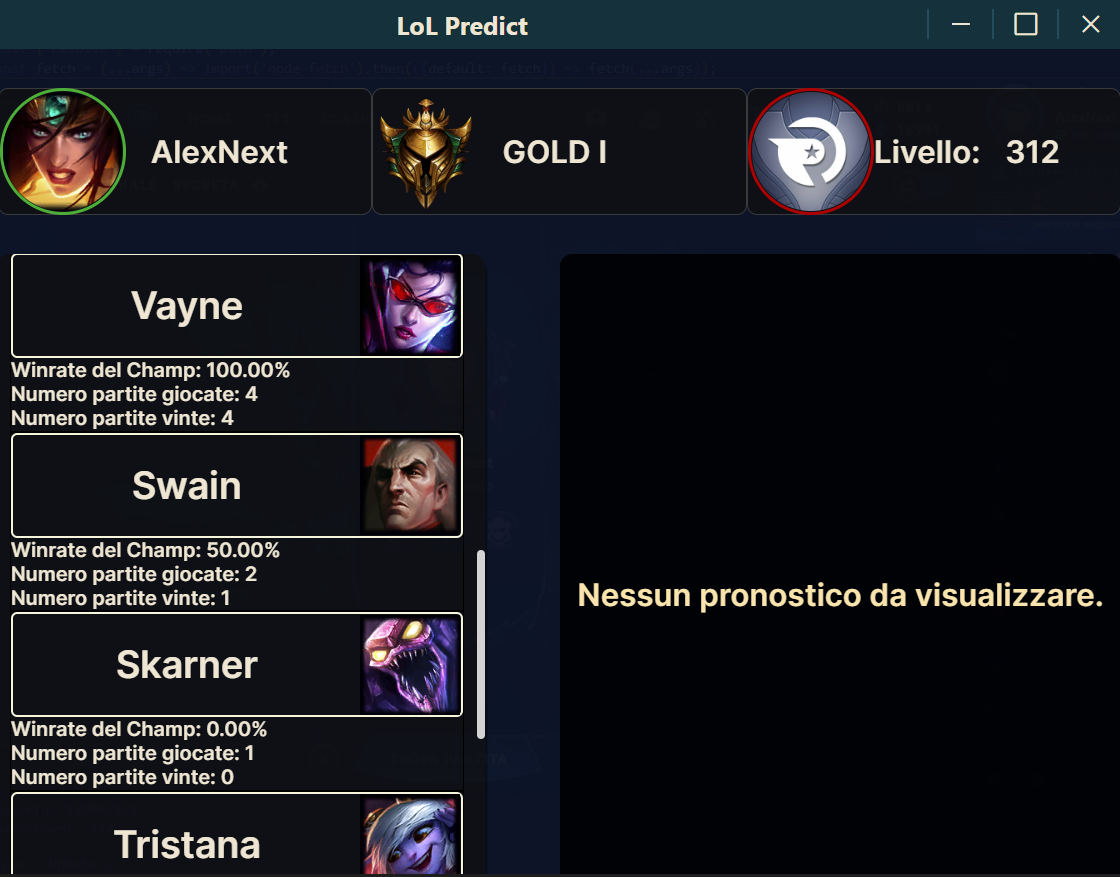 LoL Predict
AlexNext
GOLD I
Livello: 312
Vayne
Winrate del Champ: 100.00%
Numero partite giocate: 4
Numero partite vinte: 4
Swain
Winrate del Champ: 50.00%
Numero partite giocate: 2
Numero partite vinte: 1
Skarner
Winrate del Champ: 0.00%
Numero partite giocate: 1
Numero partite vinte: 0
Tristana
Nessun pronostico da visualizzare.